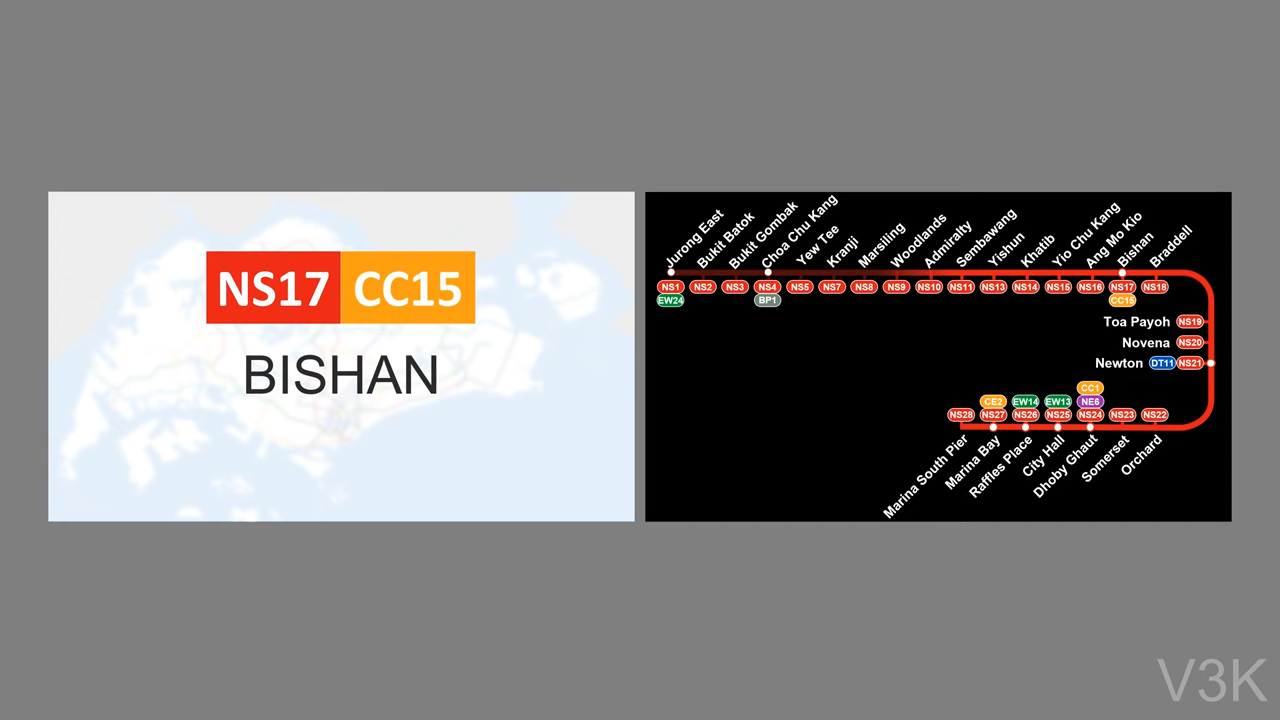 NS17 CC15
BISHAN
Jurong East
Bukit Batok
Bukit Gombak
Choa Chu Kang
Yew Tee
Kranji
Marsiling
Woodlands
Admiralty
Sembawang
Yishun
Khatib
Yio Chu Kang
Ang Mo Kio
Bishan
Braddell
NS1 NS2 NS3 NS4 NS5 NS7 NS8 NS9 NS10 NS11 NS13 NS14 NS15 NS16 NS17 NS18
EW24 BP1 CC15
Toa Payoh NS19
Novena NS20
Newton DT11 NS21
CC1
CE2 EW14 EW13 NE6
NS28 NS27 NS26 NS25 NS24 NS23 NS22
Marina South Pier
Marina Bay
Raffles Place
City Hall
Dhoby Ghaut
Somerset
Orchard
V3K